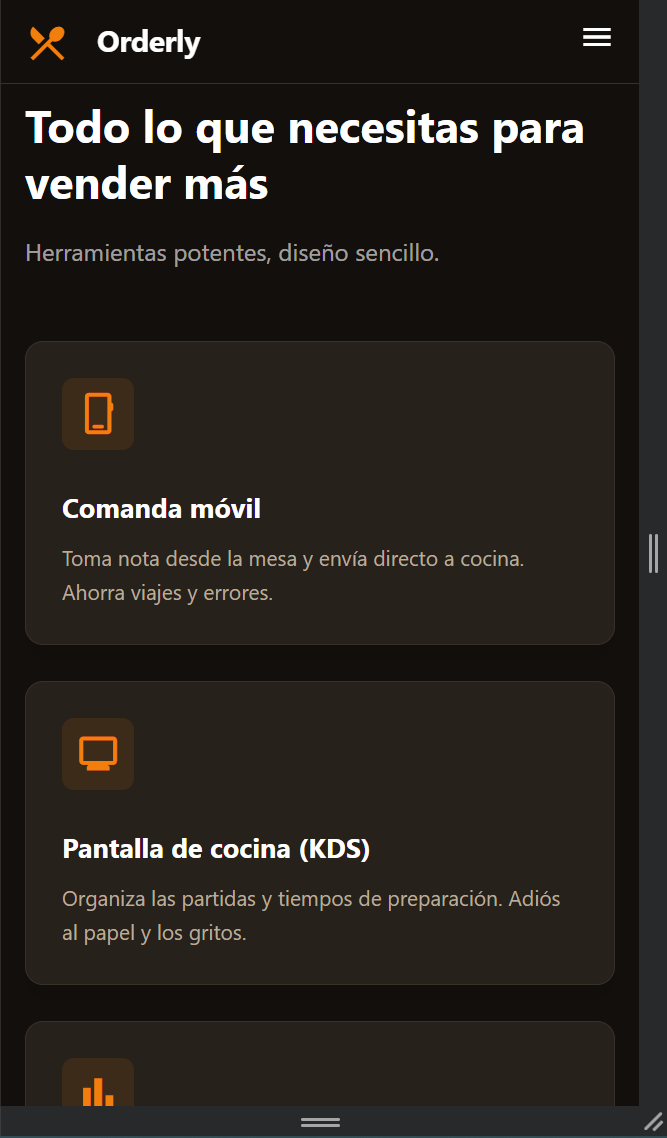 Orderly
Todo lo que necesitas para
vender más
Herramientas potentes, diseño sencillo.
Comanda móvil
Toma nota desde la mesa y envía directo a cocina.
Ahorra viajes y errores.
Pantalla de cocina (KDS)
Organiza las partidas y tiempos de preparación. Adiós
al papel y los gritos.